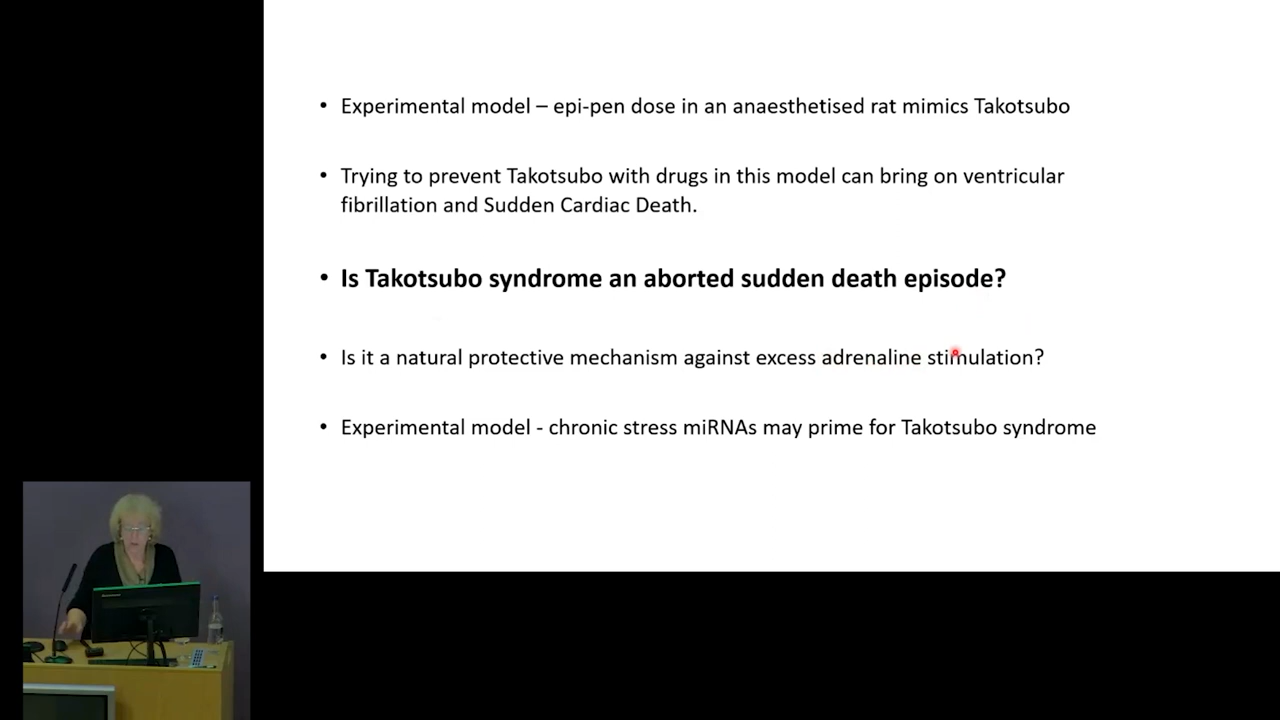 • Experimental model – epi-pen dose in an anaesthetised rat mimics Takotsubo
• Trying to prevent Takotsubo with drugs in this model can bring on ventricular
fibrillation and Sudden Cardiac Death.
• Is Takotsubo syndrome an aborted sudden death episode?
• Is it a natural protective mechanism against excess adrenaline stimulation?
• Experimental model - chronic stress miRNAs may prime for Takotsubo syndrome